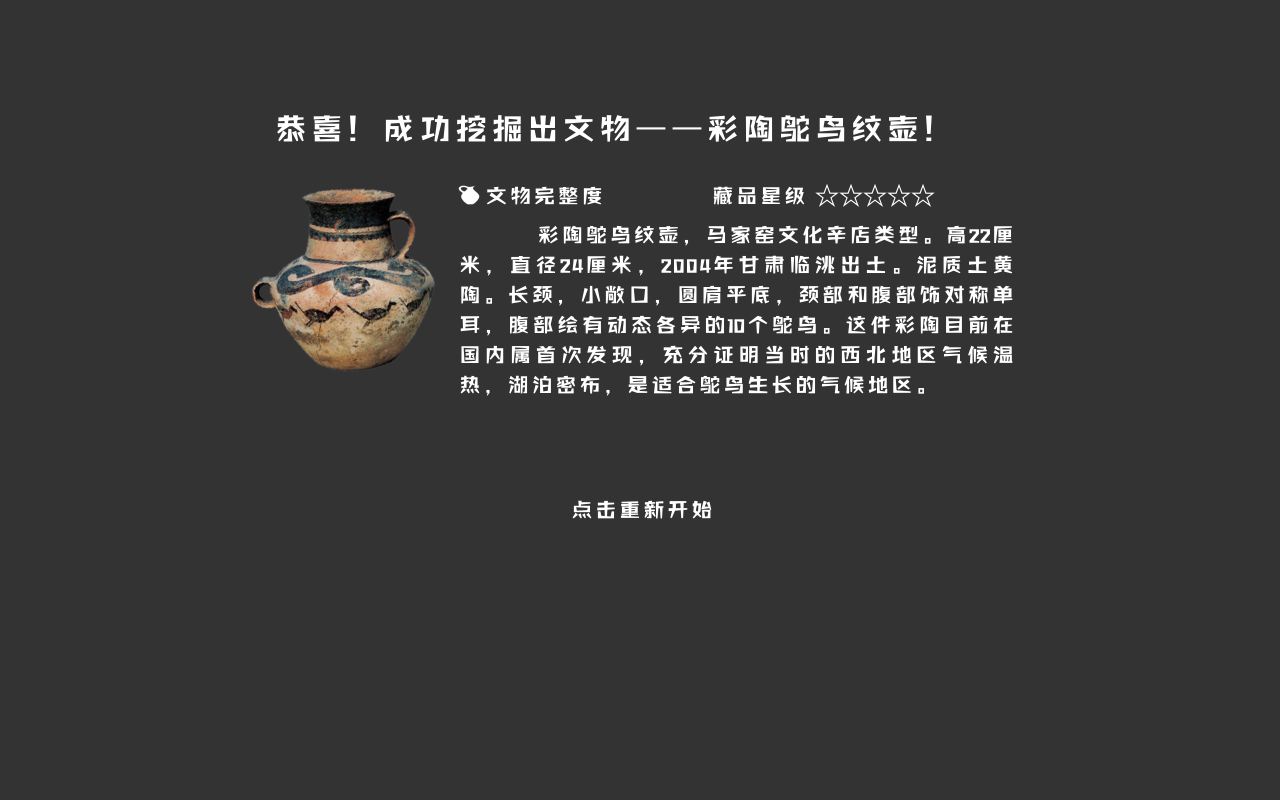 恭喜！成功挖掘出文物——彩陶鸵鸟纹壶！
文物完整度 藏品星级 ☆☆☆☆☆
彩陶鸵鸟纹壶，马家窑文化辛店类型。高22厘
米，直径24厘米，2004年甘肃临洮出土。泥质土黄
陶。长颈，小敞口，圆肩平底，颈部和腹部饰对称单
耳，腹部绘有动态各异的10个鸵鸟。这件彩陶目前在
国内属首次发现，充分证明当时的西北地区气候温
热，湖泊密布，是适合鸵鸟生长的气候地区。
点击重新开始